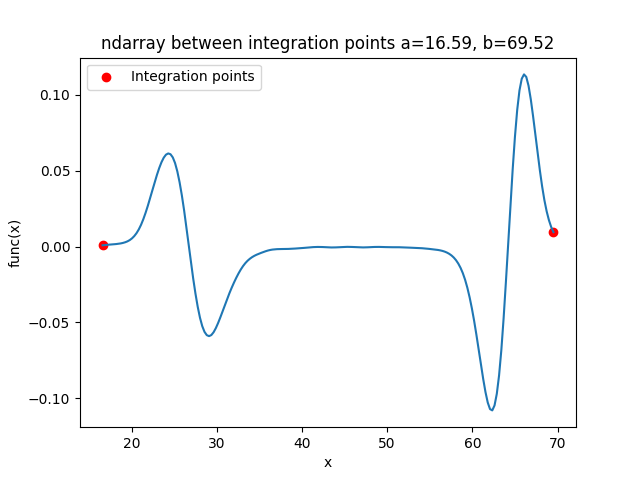 ndarray between integration points a=16.59, b=69.52
Integration points
0.10
0.05
0.00
−0.05
−0.10
func(x)
20 30 40 50 60 70
x